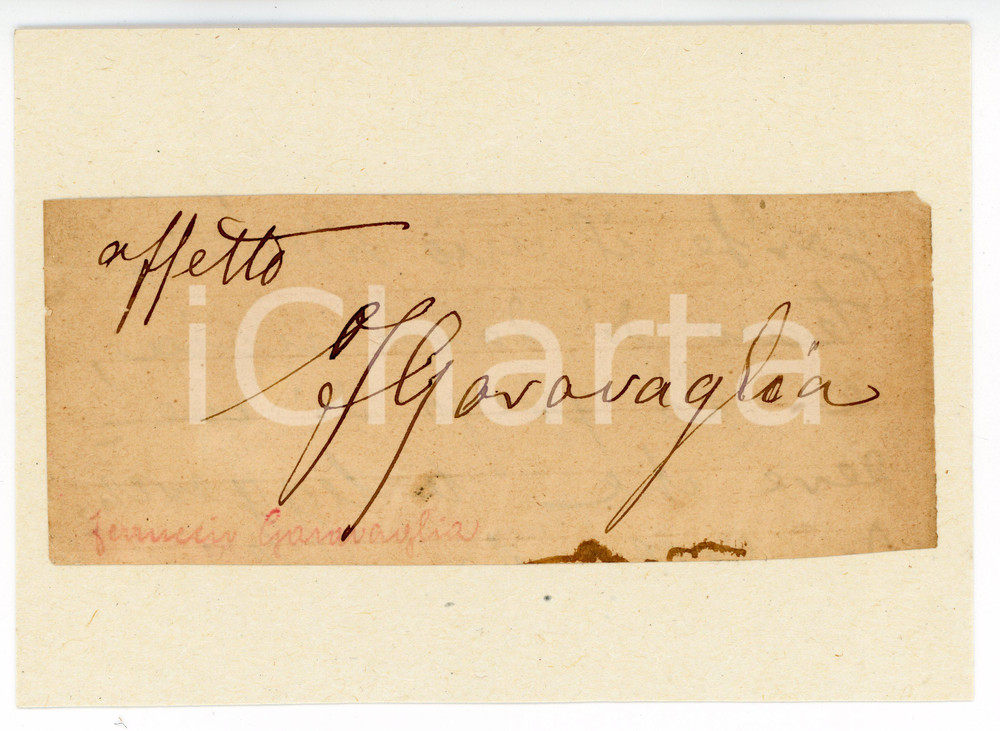 affetto
F Garavaglia
iCharta
Ferruccio Garavaglia